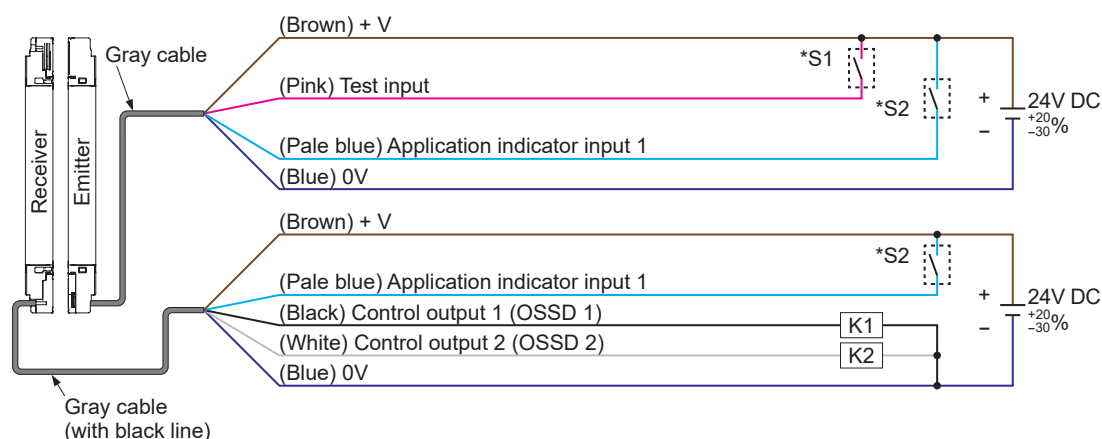 (Brown) + V
Gray cable
*S1
(Pink) Test input
*S2
+
24V DC
+20
-30%
−
(Pale blue) Application indicator input 1
(Blue) 0V
Receiver
Emitter
(Brown) + V
*S2
(Pale blue) Application indicator input 1
+
24V DC
+20
-30%
−
(Black) Control output 1 (OSSD 1)
K1
(White) Control output 2 (OSSD 2)
K2
(Blue) 0V
Gray cable
(with black line)